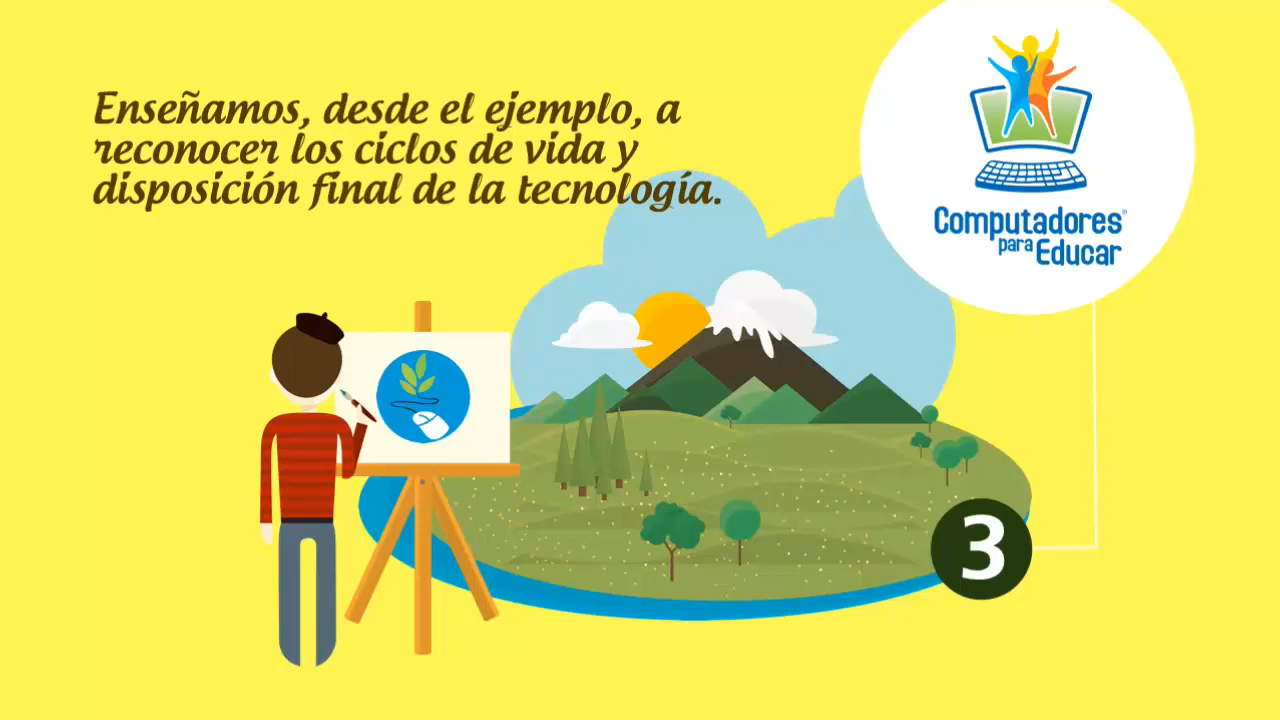 Enseñamos, desde el ejemplo, a
reconocer los ciclos de vida y
disposición final de la tecnología.
Computadores®
para Educar
3